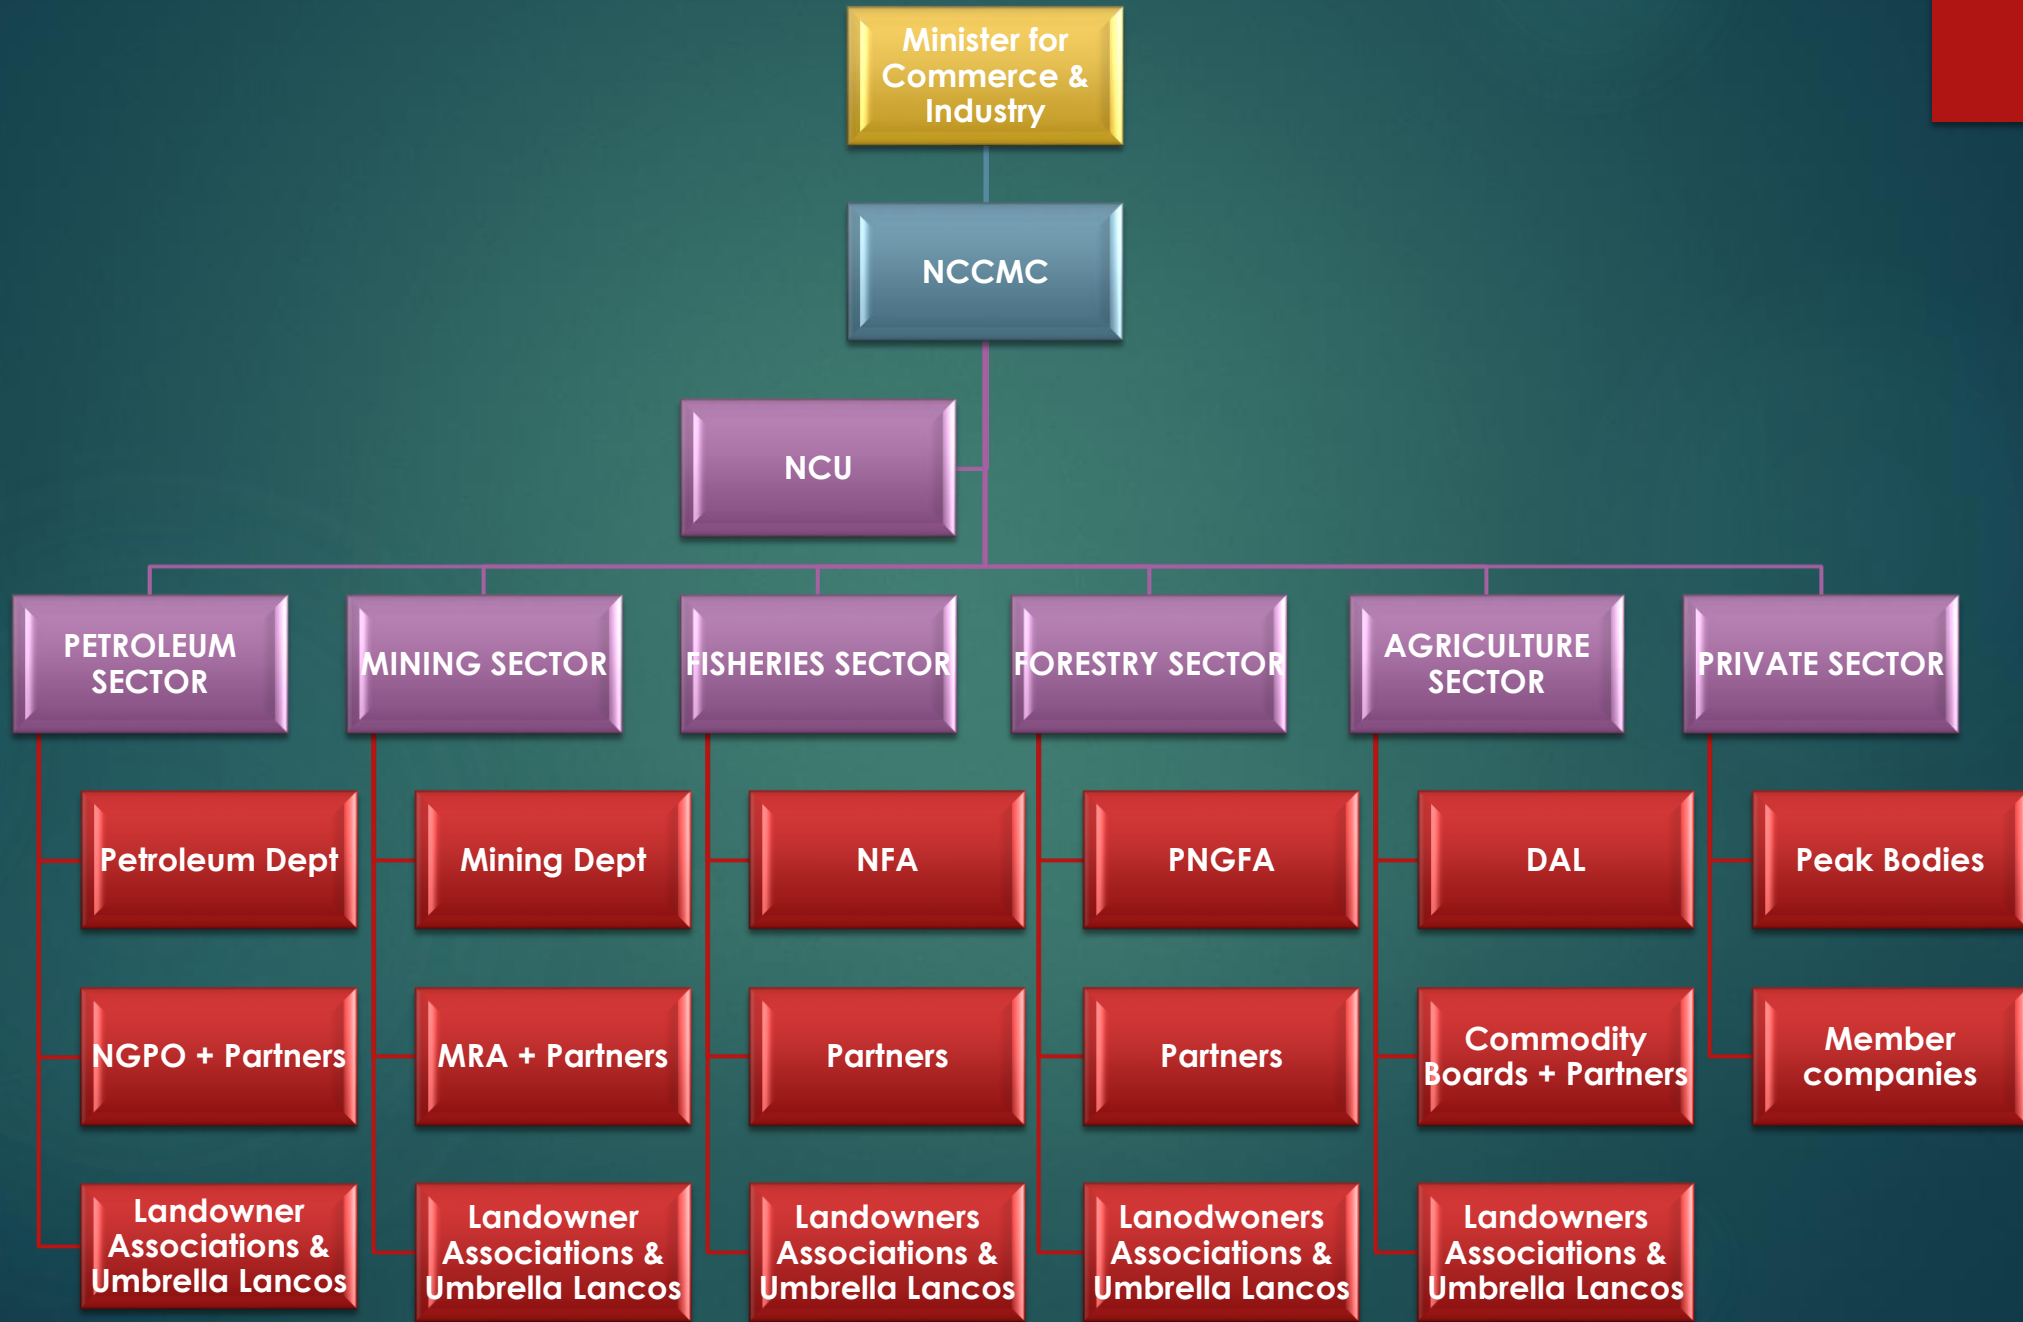 Minister for
Commerce &
Industry
NCCMC
NCU
PETROLEUM
SECTOR
MINING SECTOR
FISHERIES SECTOR
FORESTRY SECTOR
AGRICULTURE
SECTOR
PRIVATE SECTOR
Petroleum Dept
Mining Dept
NFA
PNGFA
DAL
Peak Bodies
NGPO + Partners
MRA + Partners
Partners
Partners
Commodity
Boards + Partners
Member
companies
Landowner
Associations &
Umbrella Lancos
Landowner
Associations &
Umbrella Lancos
Landowners
Associations &
Umbrella Lancos
Lanodwoners
Associations &
Umbrella Lancos
Landowners
Associations &
Umbrella Lancos